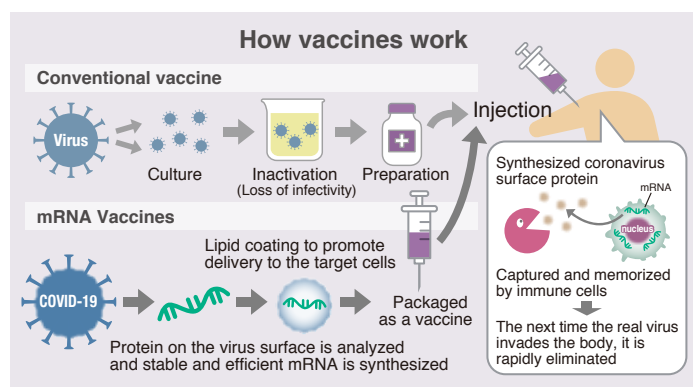 How vaccines work
Conventional vaccine
Virus
Culture
Inactivation
(Loss of infectivity)
Preparation
Injection
mRNA Vaccines
COVID-19
Lipid coating to promote
delivery to the target cells
Packaged
as a vaccine
Protein on the virus surface is analyzed
and stable and efficient mRNA is synthesized
Synthesized coronavirus
surface protein
mRNA
nucleus
Captured and memorized
by immune cells
The next time the real virus
invades the body, it is
rapidly eliminated